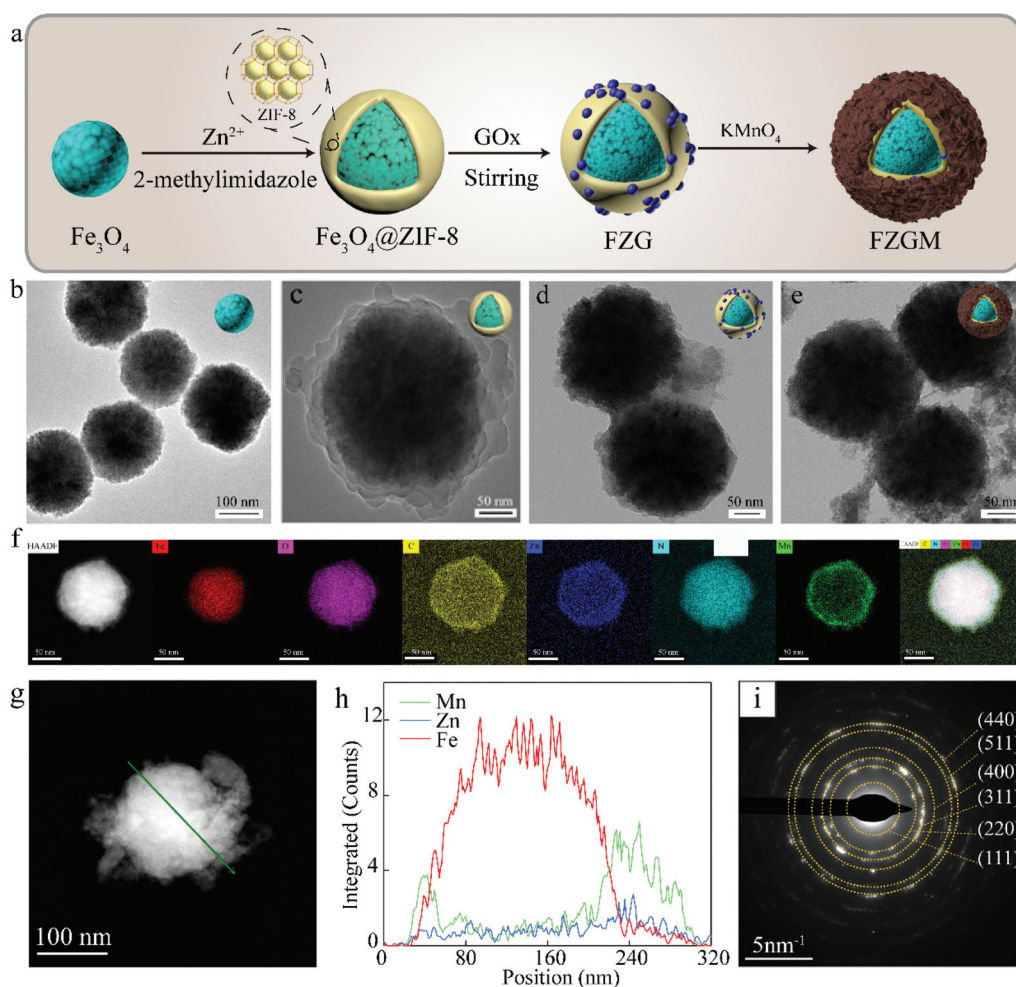 a
ZIF-8
Zn²⁺
2-methylimidazole
GOx
Stirring
KMnO₄
Fe₃O₄
Fe₃O₄@ZIF-8
FZG
FZGM
b
c
d
e
100 nm
50 nm
50 nm
50 nm
f
HAADF
Fe
O
C
Zn
N
Mn
50 nm
50 nm
50 nm
50 nm
50 nm
50 nm
50 nm
50 nm
g
100 nm
h
Mn
Zn
Fe
Integrated (Counts)
12
8
4
0
0
80
160
240
320
Position (nm)
i
(440)
(511)
(400)
(311)
(220)
(111)
5nm⁻¹